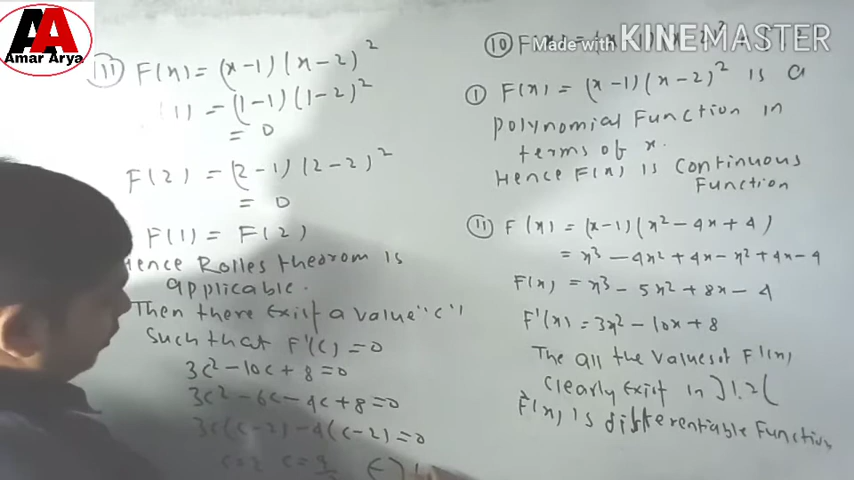 AA
Amar Arya
Made with KINEMASTER
(10) F(x) =
(i) F(x) = (x-1)(x-2)² is a
polynomial Function in
terms of x.
Hence F(x) is continuous
Function
(ii) F(x) = (x-1)(x²-4x+4)
= x³-4x²+4x-x²+4x-4
F(x) = x³-5x²+8x-4
F'(x) = 3x²-10x+8
The all the values of F'(x)
clearly exist in ]1.2[
F(x) is differentiable Function
(iii) F(x) = (x-1)(x-2)²
1) = (1-1)(1-2)²
= 0
F(2) = (2-1)(2-2)²
= 0
F(1) = F(2)
Hence Rolles theorom is
applicable.
Then there exist a value "c"
such that F'(c) = 0
3c²-10c+8=0
3c²-6c-4c+8=0
3c(c-2)-4(c-2)=0
c=2 c=